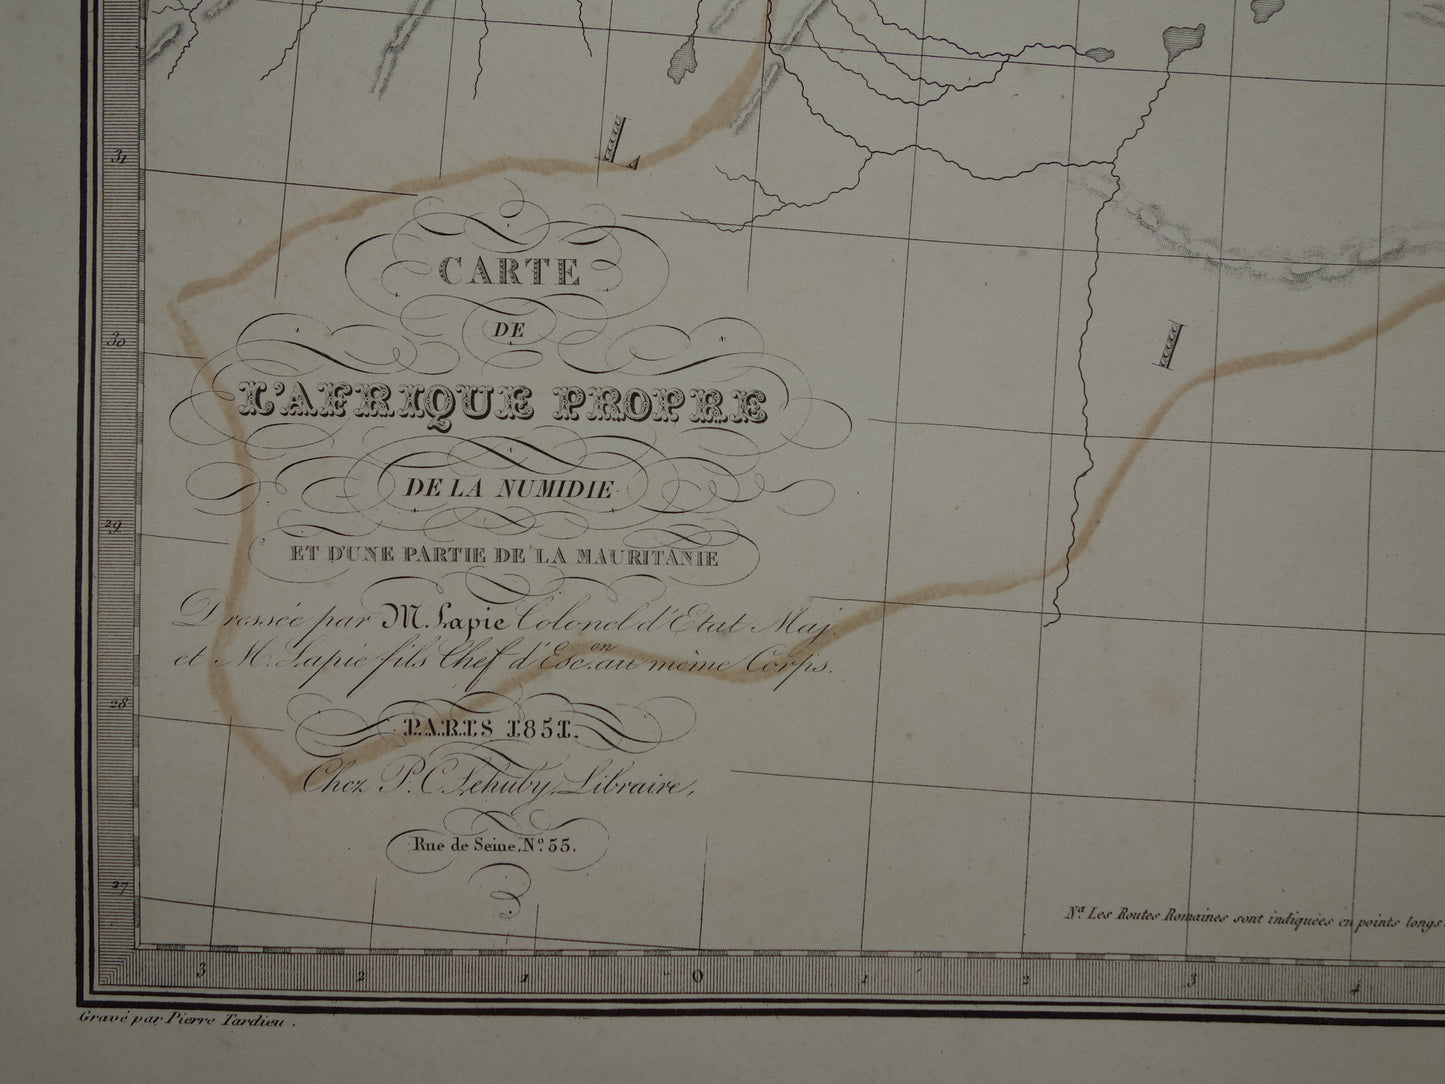 31
L
CARTE
DE
30
I
L'AFRIQUE PROPRE
DE LA NUMIDIE
29
ET D'UNE PARTIE DE LA MAURITANIE
Dressée par M. Lapie Colonel d'Etat Maj.
et M. Lapie fils Chef d'Esc.on au même Corps.
28
PARIS 1851.
Chez P.C. Lehuby, Libraire,
Rue de Seine, No. 55.
27
Na. Les Routes Romaines sont indiquées en points longs
3 2 1 0 1 2 3 4
Gravé par Pierre Tardieu.